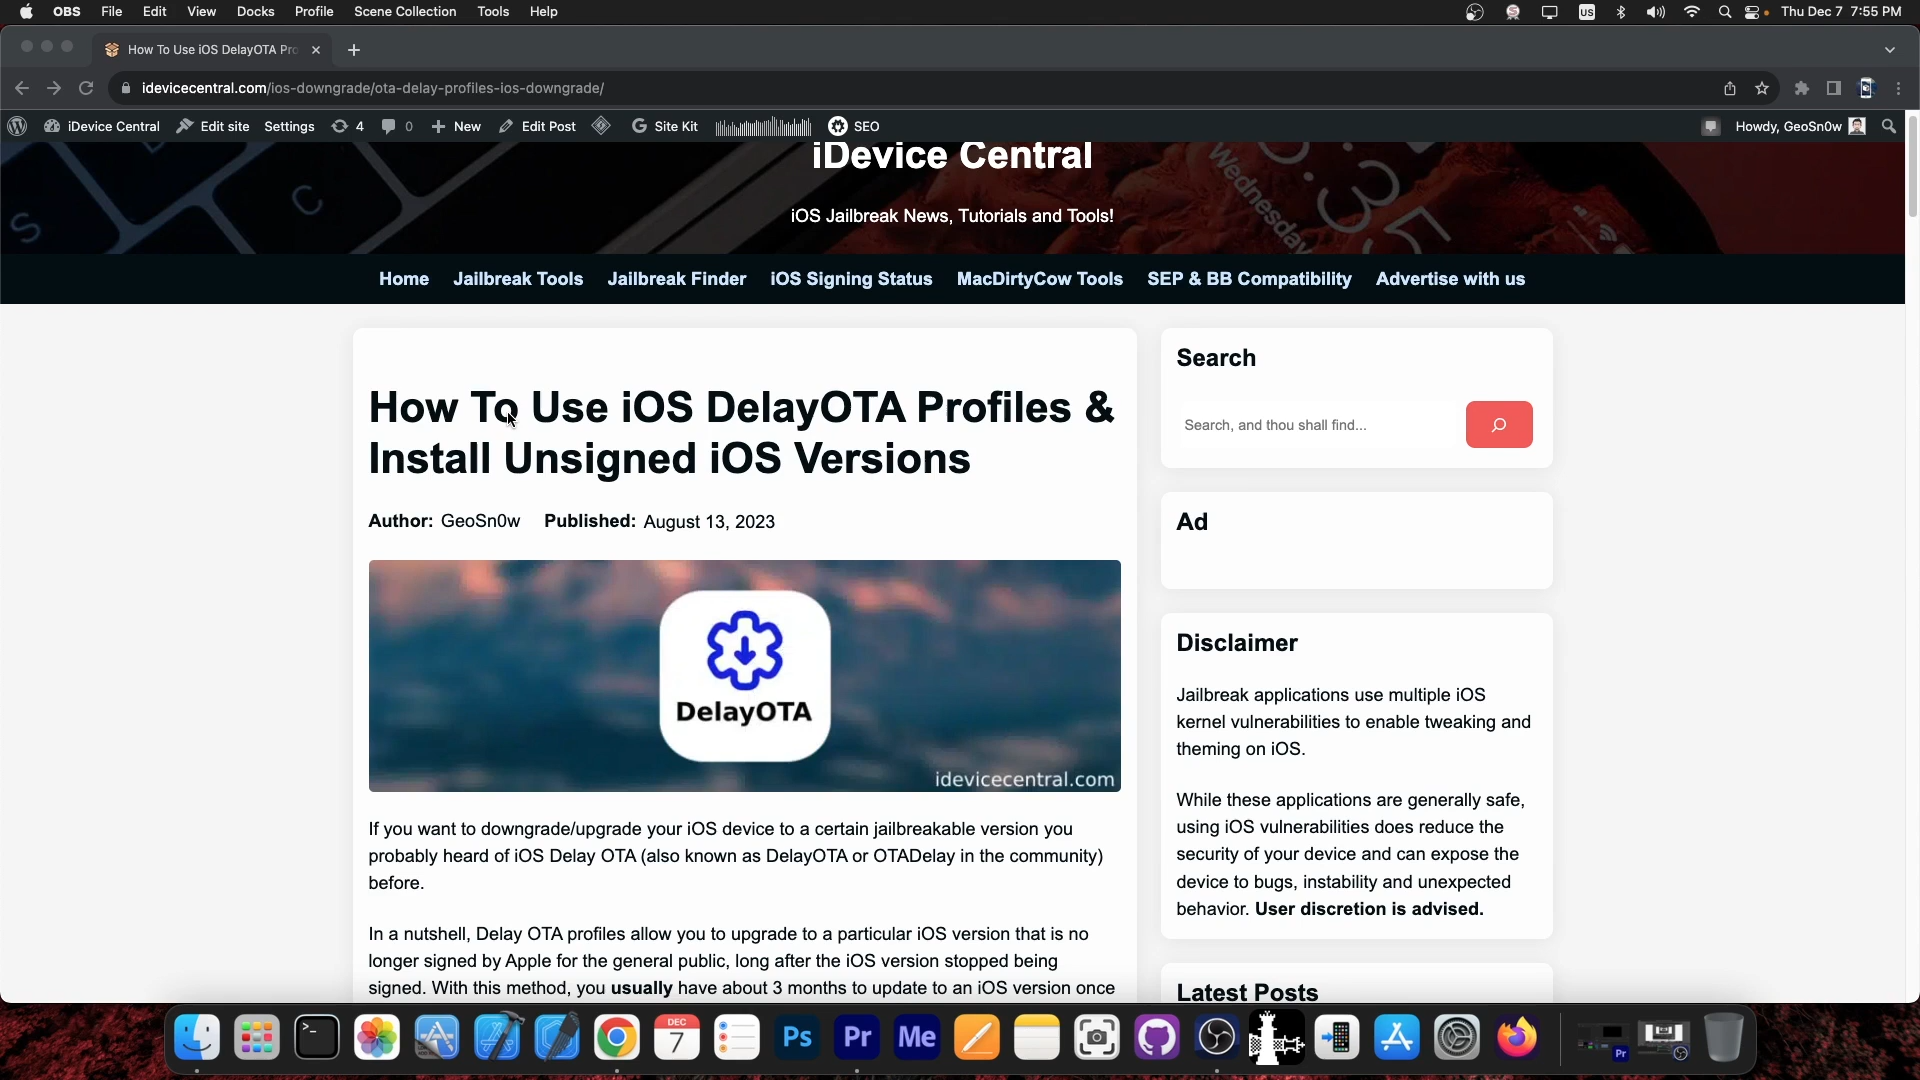 OBS File Edit View Docks Profile Scene Collection Tools Help US Thu Dec 7 7:55 PM
How To Use iOS DelayOTA Pro
idevicecentral.com/ios-downgrade/ota-delay-profiles-ios-downgrade/
iDevice Central Edit site Settings 4 0 New Edit Post Site Kit SEO Howdy, GeoSn0w
iDevice Central
iOS Jailbreak News, Tutorials and Tools!
Wednesday
S
C
Home Jailbreak Tools Jailbreak Finder iOS Signing Status MacDirtyCow Tools SEP & BB Compatibility Advertise with us
How To Use iOS DelayOTA Profiles &
Install Unsigned iOS Versions
Author: GeoSn0w Published: August 13, 2023
DelayOTA
idevicecentral.com
If you want to downgrade/upgrade your iOS device to a certain jailbreakable version you
probably heard of iOS Delay OTA (also known as DelayOTA or OTADelay in the community)
before.
In a nutshell, Delay OTA profiles allow you to upgrade to a particular iOS version that is no
longer signed by Apple for the general public, long after the iOS version stopped being
signed. With this method, you usually have about 3 months to update to an iOS version once
Search
Search, and thou shall find...
Ad
Disclaimer
Jailbreak applications use multiple iOS
kernel vulnerabilities to enable tweaking and
theming on iOS.
While these applications are generally safe,
using iOS vulnerabilities does reduce the
security of your device and can expose the
device to bugs, instability and unexpected
behavior. User discretion is advised.
Latest Posts
DEC
7
Ps
Pr
Me
Pr